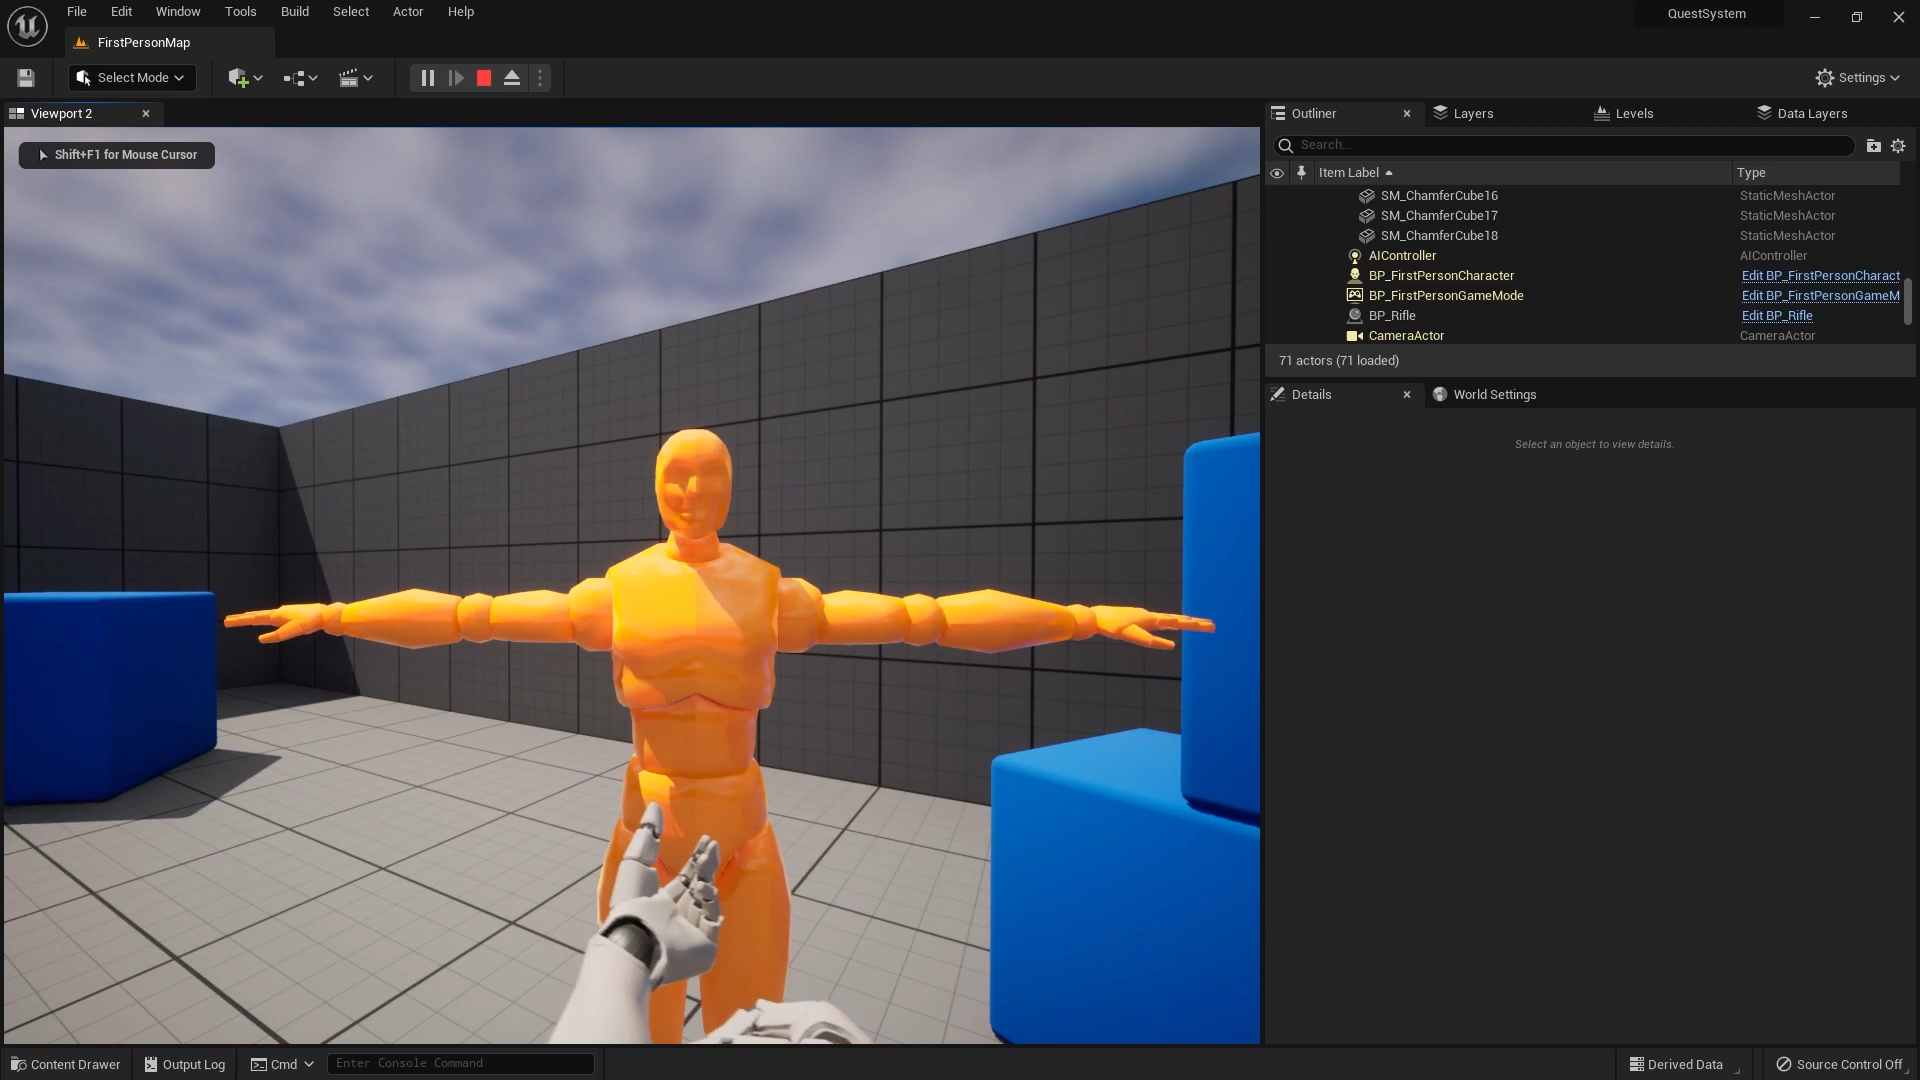 File Edit Window Tools Build Select Actor Help
QuestSystem
FirstPersonMap
Select Mode
Settings
Viewport 2
Shift+F1 for Mouse Cursor
Outliner
Layers
Levels
Data Layers
Search...
Item Label
Type
SM_ChamferCube16 StaticMeshActor
SM_ChamferCube17 StaticMeshActor
SM_ChamferCube18 StaticMeshActor
AIController AIController
BP_FirstPersonCharacter Edit BP_FirstPersonCharact
BP_FirstPersonGameMode Edit BP_FirstPersonGameM
BP_Rifle Edit BP_Rifle
CameraActor CameraActor
71 actors (71 loaded)
Details
World Settings
Select an object to view details.
Content Drawer
Output Log
Cmd
Enter Console Command
Derived Data
Source Control Off